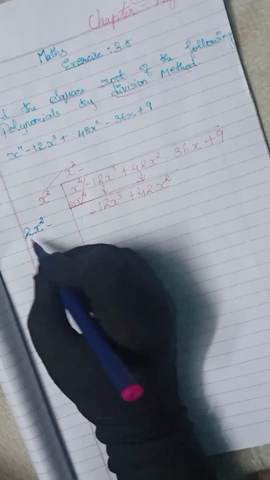 Chapter -
Maths
Exercise : 3.5
the Square root of the following
Polynomials by division Method
x⁴ - 12x³ + 42x² - 36x + 9
x²
x² x⁴ - 12x³ + 42x² - 36x + 9
x⁴
2x² - - 12x³ + 42x²